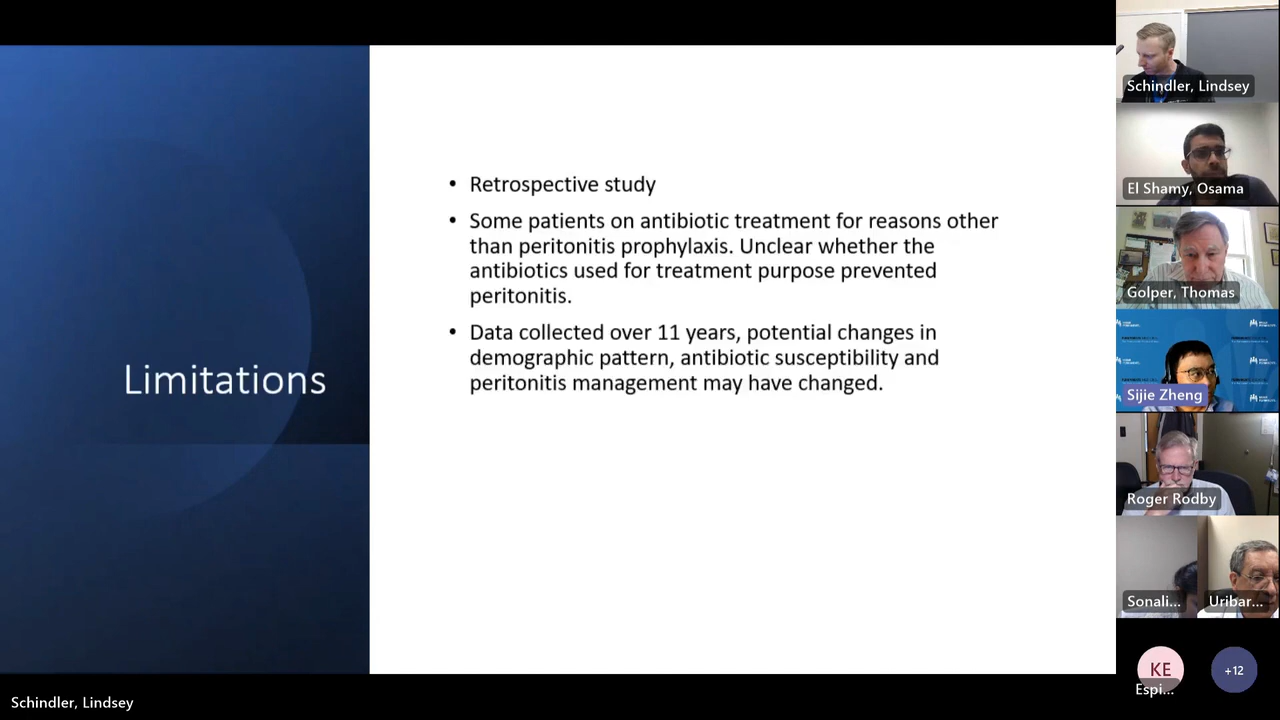 Limitations
• Retrospective study
• Some patients on antibiotic treatment for reasons other
than peritonitis prophylaxis. Unclear whether the
antibiotics used for treatment purpose prevented
peritonitis.
• Data collected over 11 years, potential changes in
demographic pattern, antibiotic susceptibility and
peritonitis management may have changed.
Schindler, Lindsey
El Shamy, Osama
Golper, Thomas
Sijie Zheng
Roger Rodby
Sonali...
Uribar...
KE
Espi...
+12
Schindler, Lindsey